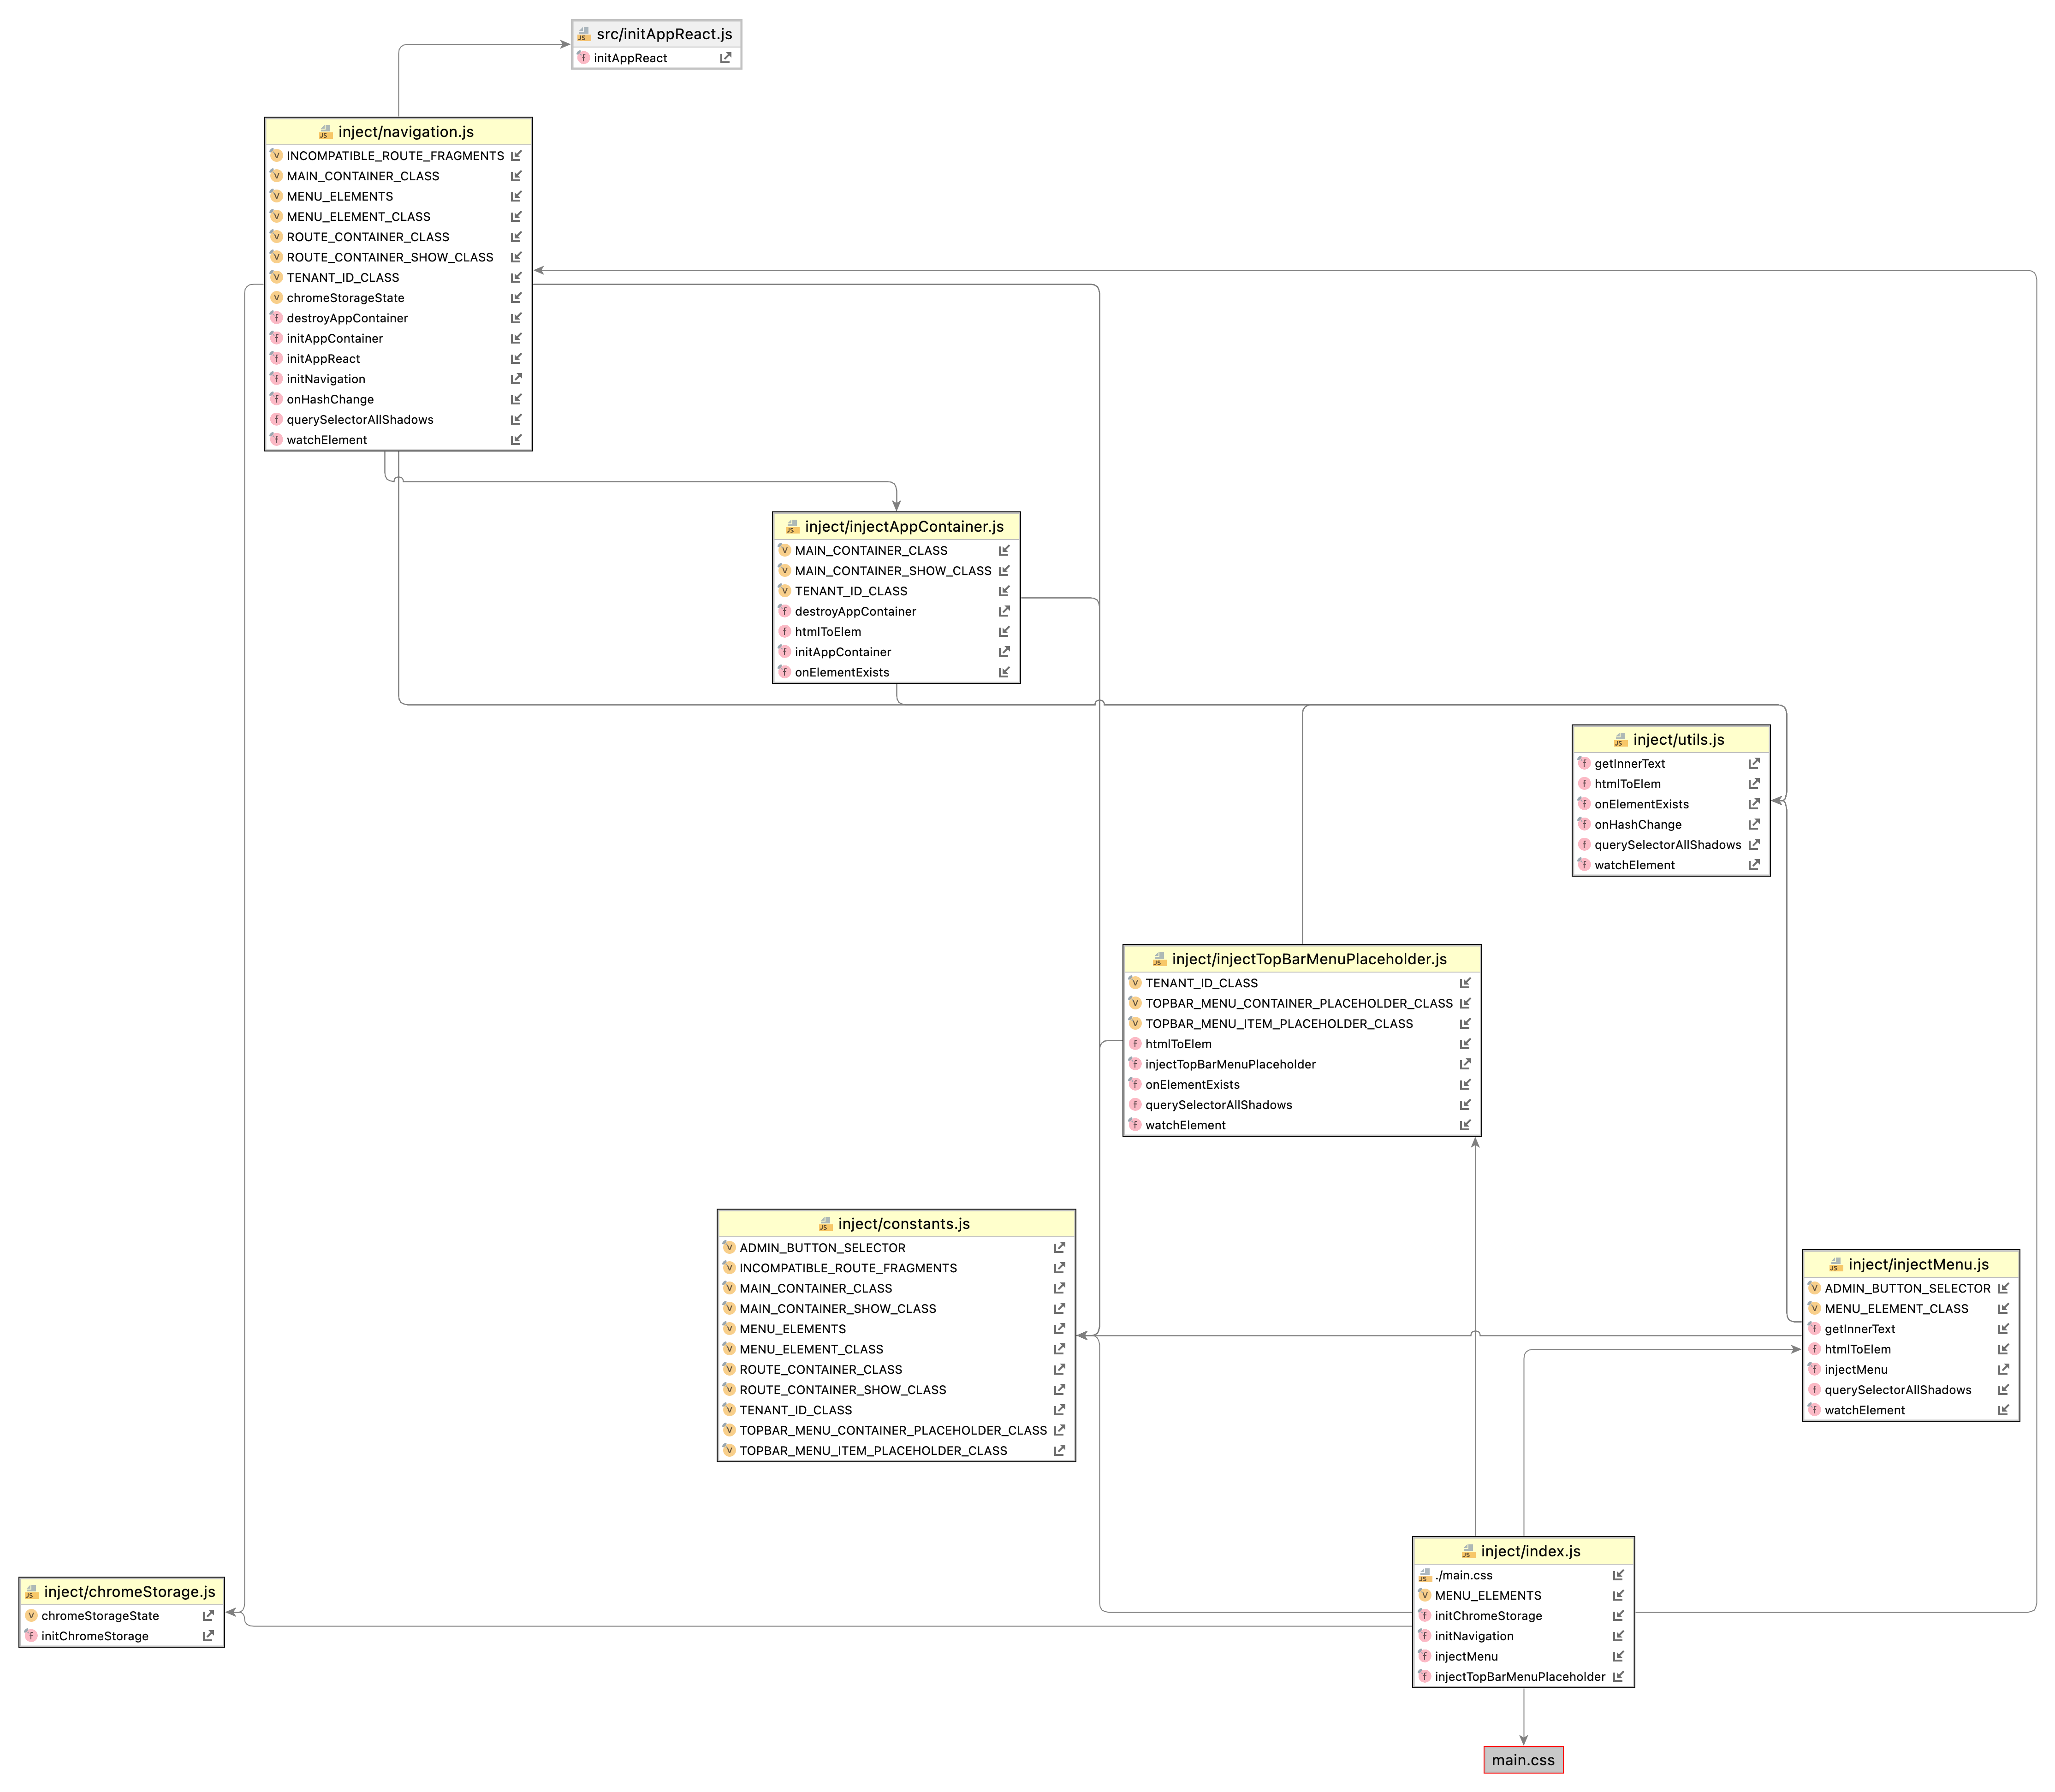 src/initAppReact.js
initAppReact
inject/navigation.js
INCOMPATIBLE_ROUTE_FRAGMENTS
MAIN_CONTAINER_CLASS
MENU_ELEMENTS
MENU_ELEMENT_CLASS
ROUTE_CONTAINER_CLASS
ROUTE_CONTAINER_SHOW_CLASS
TENANT_ID_CLASS
chromeStorageState
destroyAppContainer
initAppContainer
initAppReact
initNavigation
onHashChange
querySelectorAllShadows
watchElement
inject/injectAppContainer.js
MAIN_CONTAINER_CLASS
MAIN_CONTAINER_SHOW_CLASS
TENANT_ID_CLASS
destroyAppContainer
htmlToElem
initAppContainer
onElementExists
inject/utils.js
getInnerText
htmlToElem
onElementExists
onHashChange
querySelectorAllShadows
watchElement
inject/injectTopBarMenuPlaceholder.js
TENANT_ID_CLASS
TOPBAR_MENU_CONTAINER_PLACEHOLDER_CLASS
TOPBAR_MENU_ITEM_PLACEHOLDER_CLASS
htmlToElem
injectTopBarMenuPlaceholder
onElementExists
querySelectorAllShadows
watchElement
inject/constants.js
ADMIN_BUTTON_SELECTOR
INCOMPATIBLE_ROUTE_FRAGMENTS
MAIN_CONTAINER_CLASS
MAIN_CONTAINER_SHOW_CLASS
MENU_ELEMENTS
MENU_ELEMENT_CLASS
ROUTE_CONTAINER_CLASS
ROUTE_CONTAINER_SHOW_CLASS
TENANT_ID_CLASS
TOPBAR_MENU_CONTAINER_PLACEHOLDER_CLASS
TOPBAR_MENU_ITEM_PLACEHOLDER_CLASS
inject/injectMenu.js
ADMIN_BUTTON_SELECTOR
MENU_ELEMENT_CLASS
getInnerText
htmlToElem
injectMenu
querySelectorAllShadows
watchElement
inject/index.js
./main.css
MENU_ELEMENTS
initChromeStorage
initNavigation
injectMenu
injectTopBarMenuPlaceholder
inject/chromeStorage.js
chromeStorageState
initChromeStorage
main.css